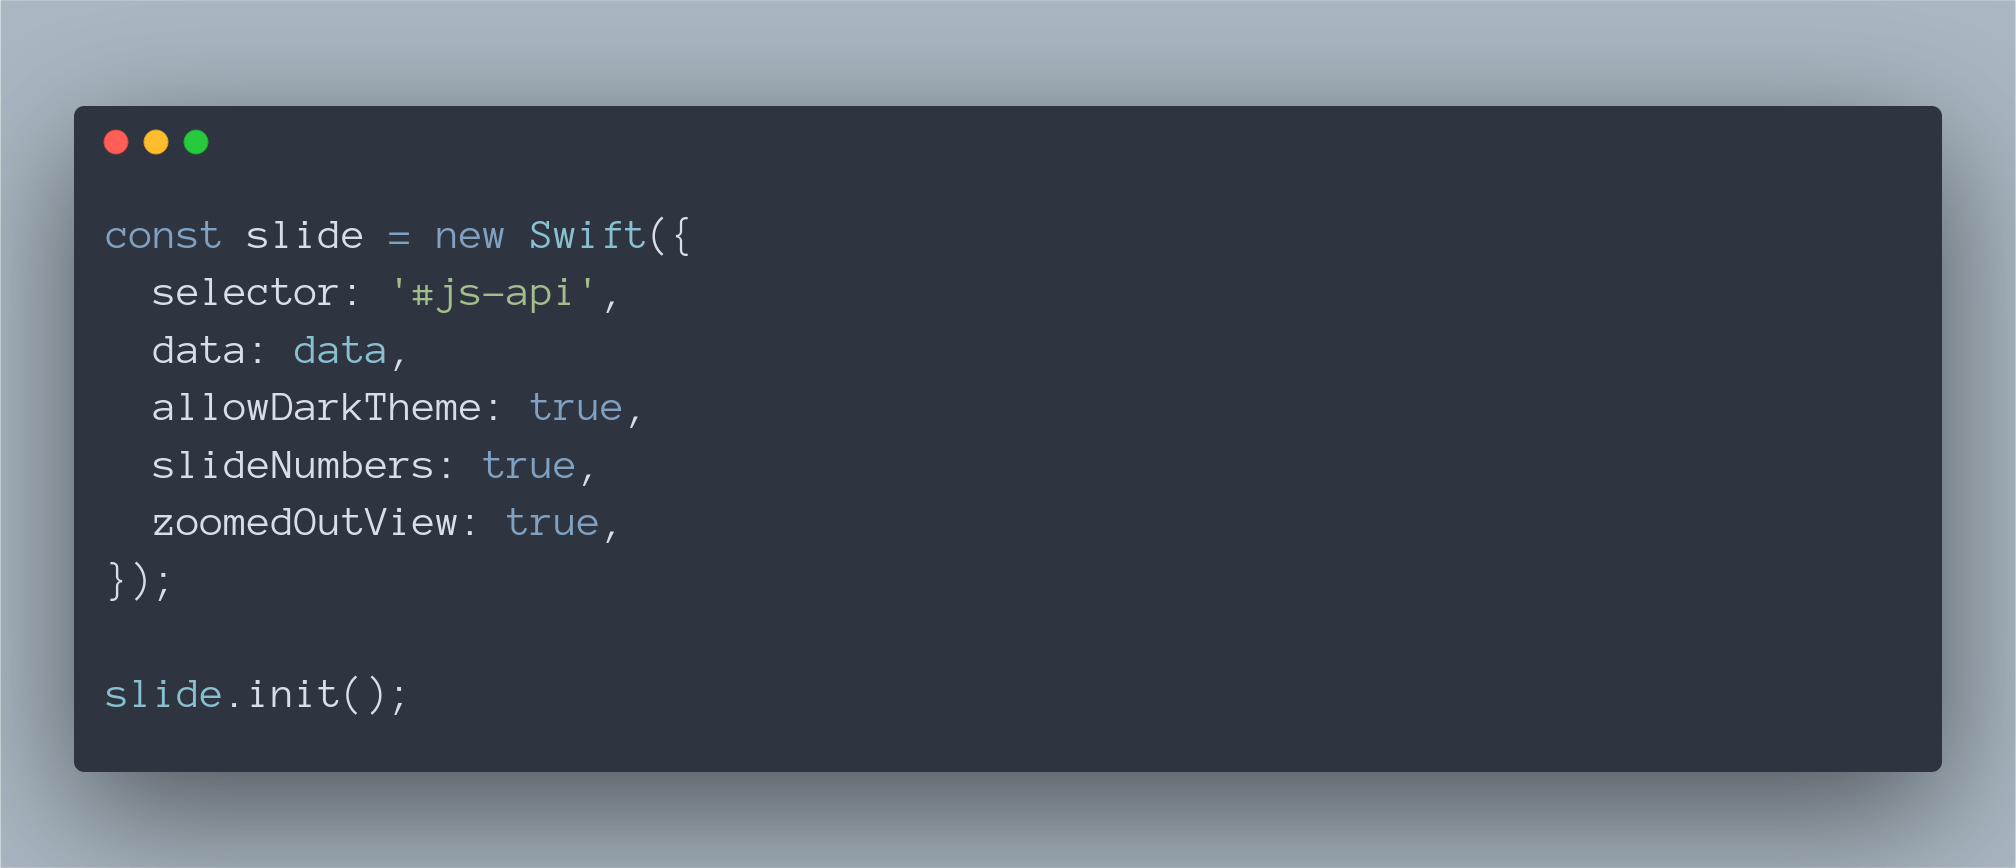 const slide = new Swift({
  selector: '#js-api',
  data: data,
  allowDarkTheme: true,
  slideNumbers: true,
  zoomedOutView: true,
});

slide.init();